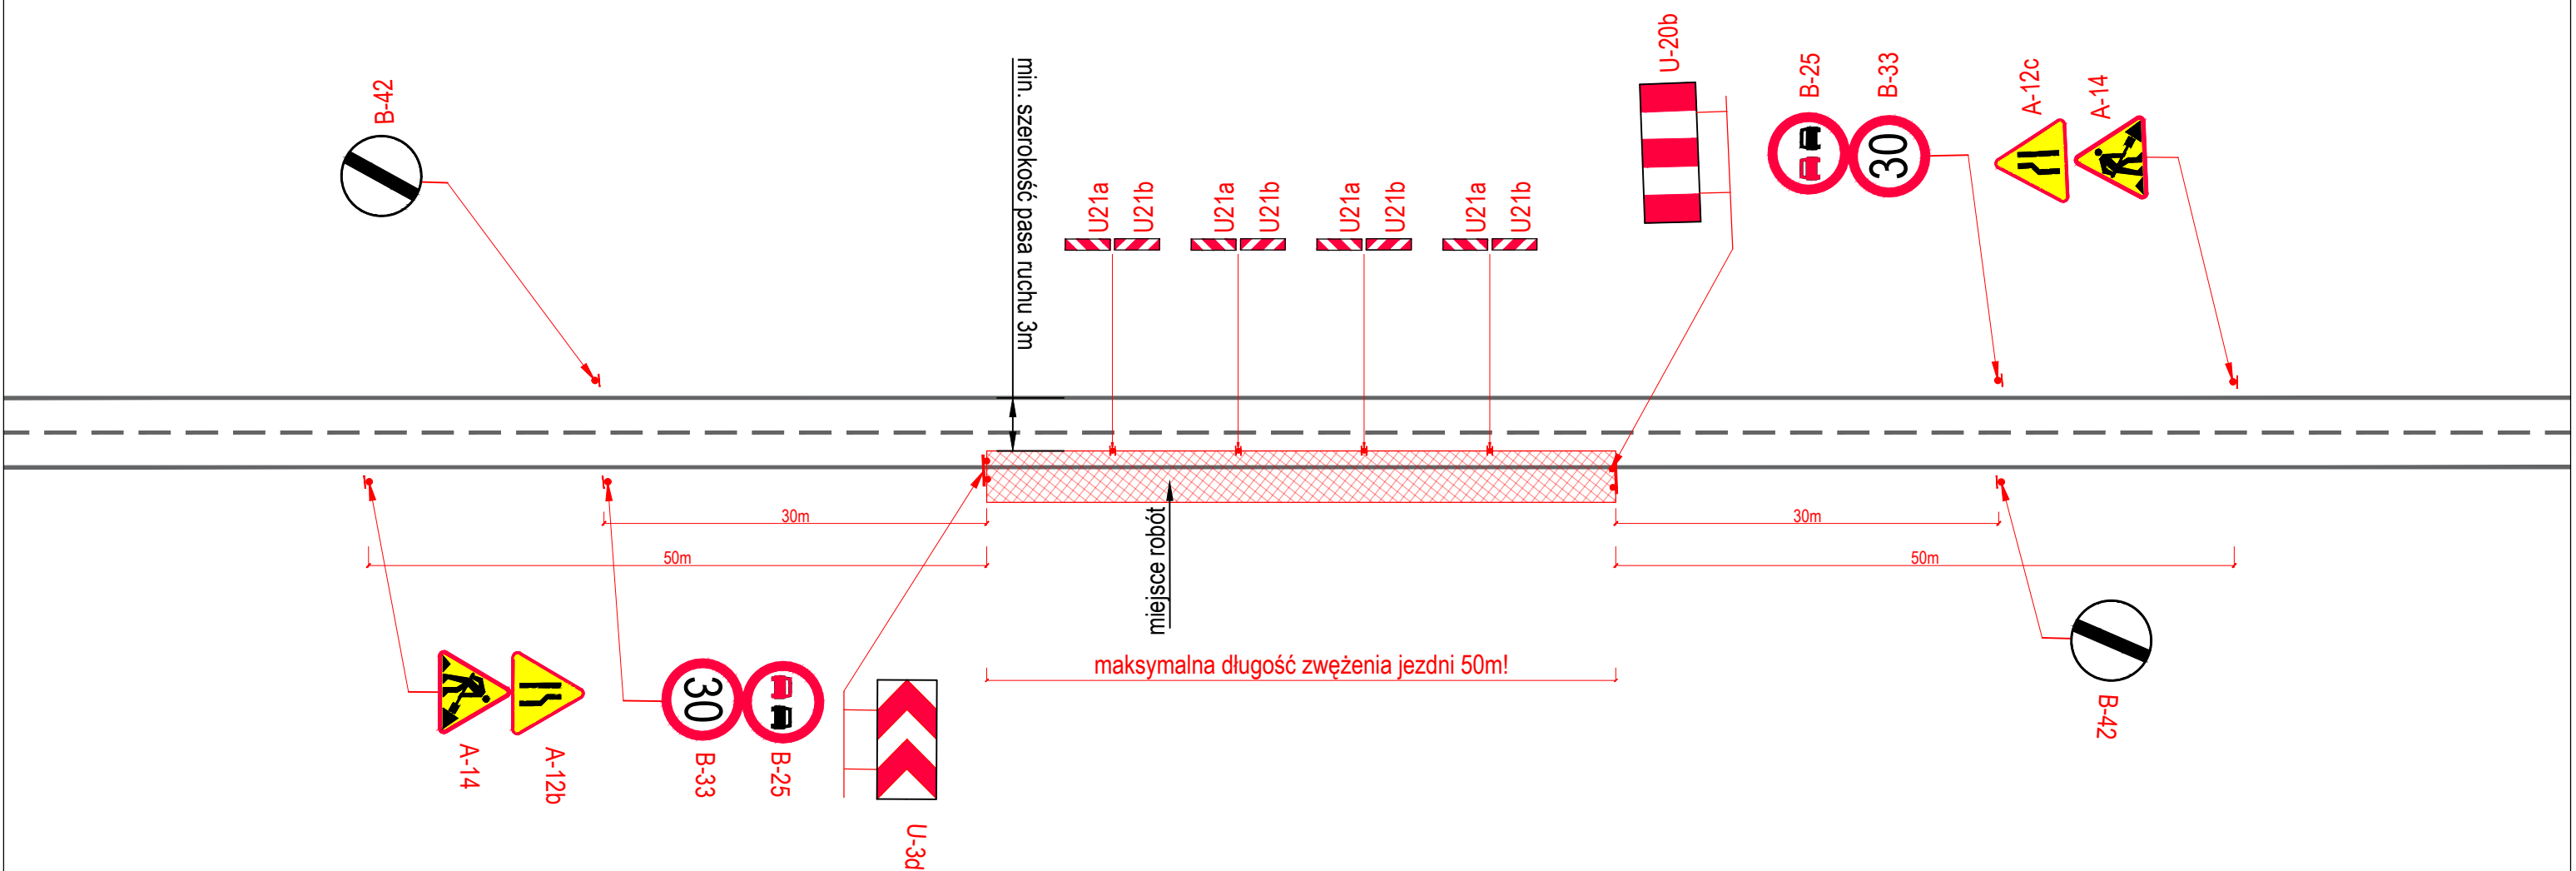 B-42
min. szerokość pasa ruchu 3m
U21a
U21b
U21a
U21b
U21a
U21b
U21a
U21b
U-20b
B-25
B-33
A-12c
A-14
30
30m
50m
miejsce robót
30m
50m
maksymalna długość zwężenia jezdni 50m!
A-14
A-12b
30
B-33
B-25
U-3d
B-42